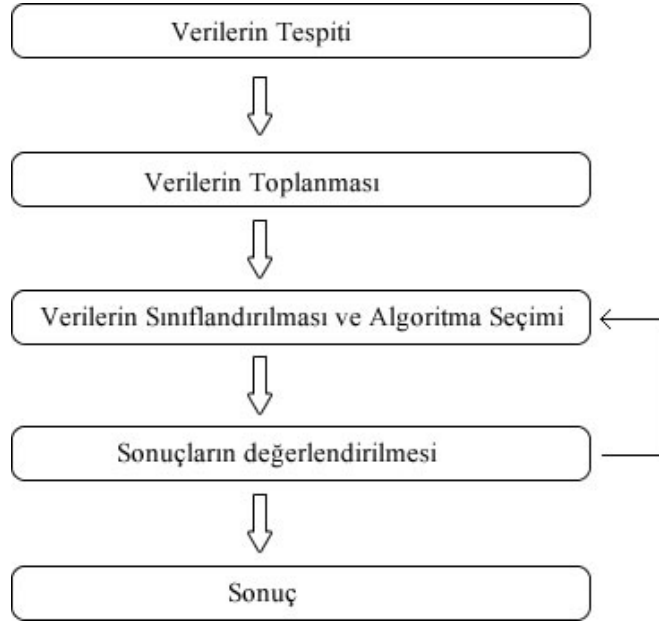 Verilerin Tespiti
Verilerin Toplanması
Verilerin Sınıflandırılması ve Algoritma Seçimi
Sonuçların değerlendirilmesi
Sonuç